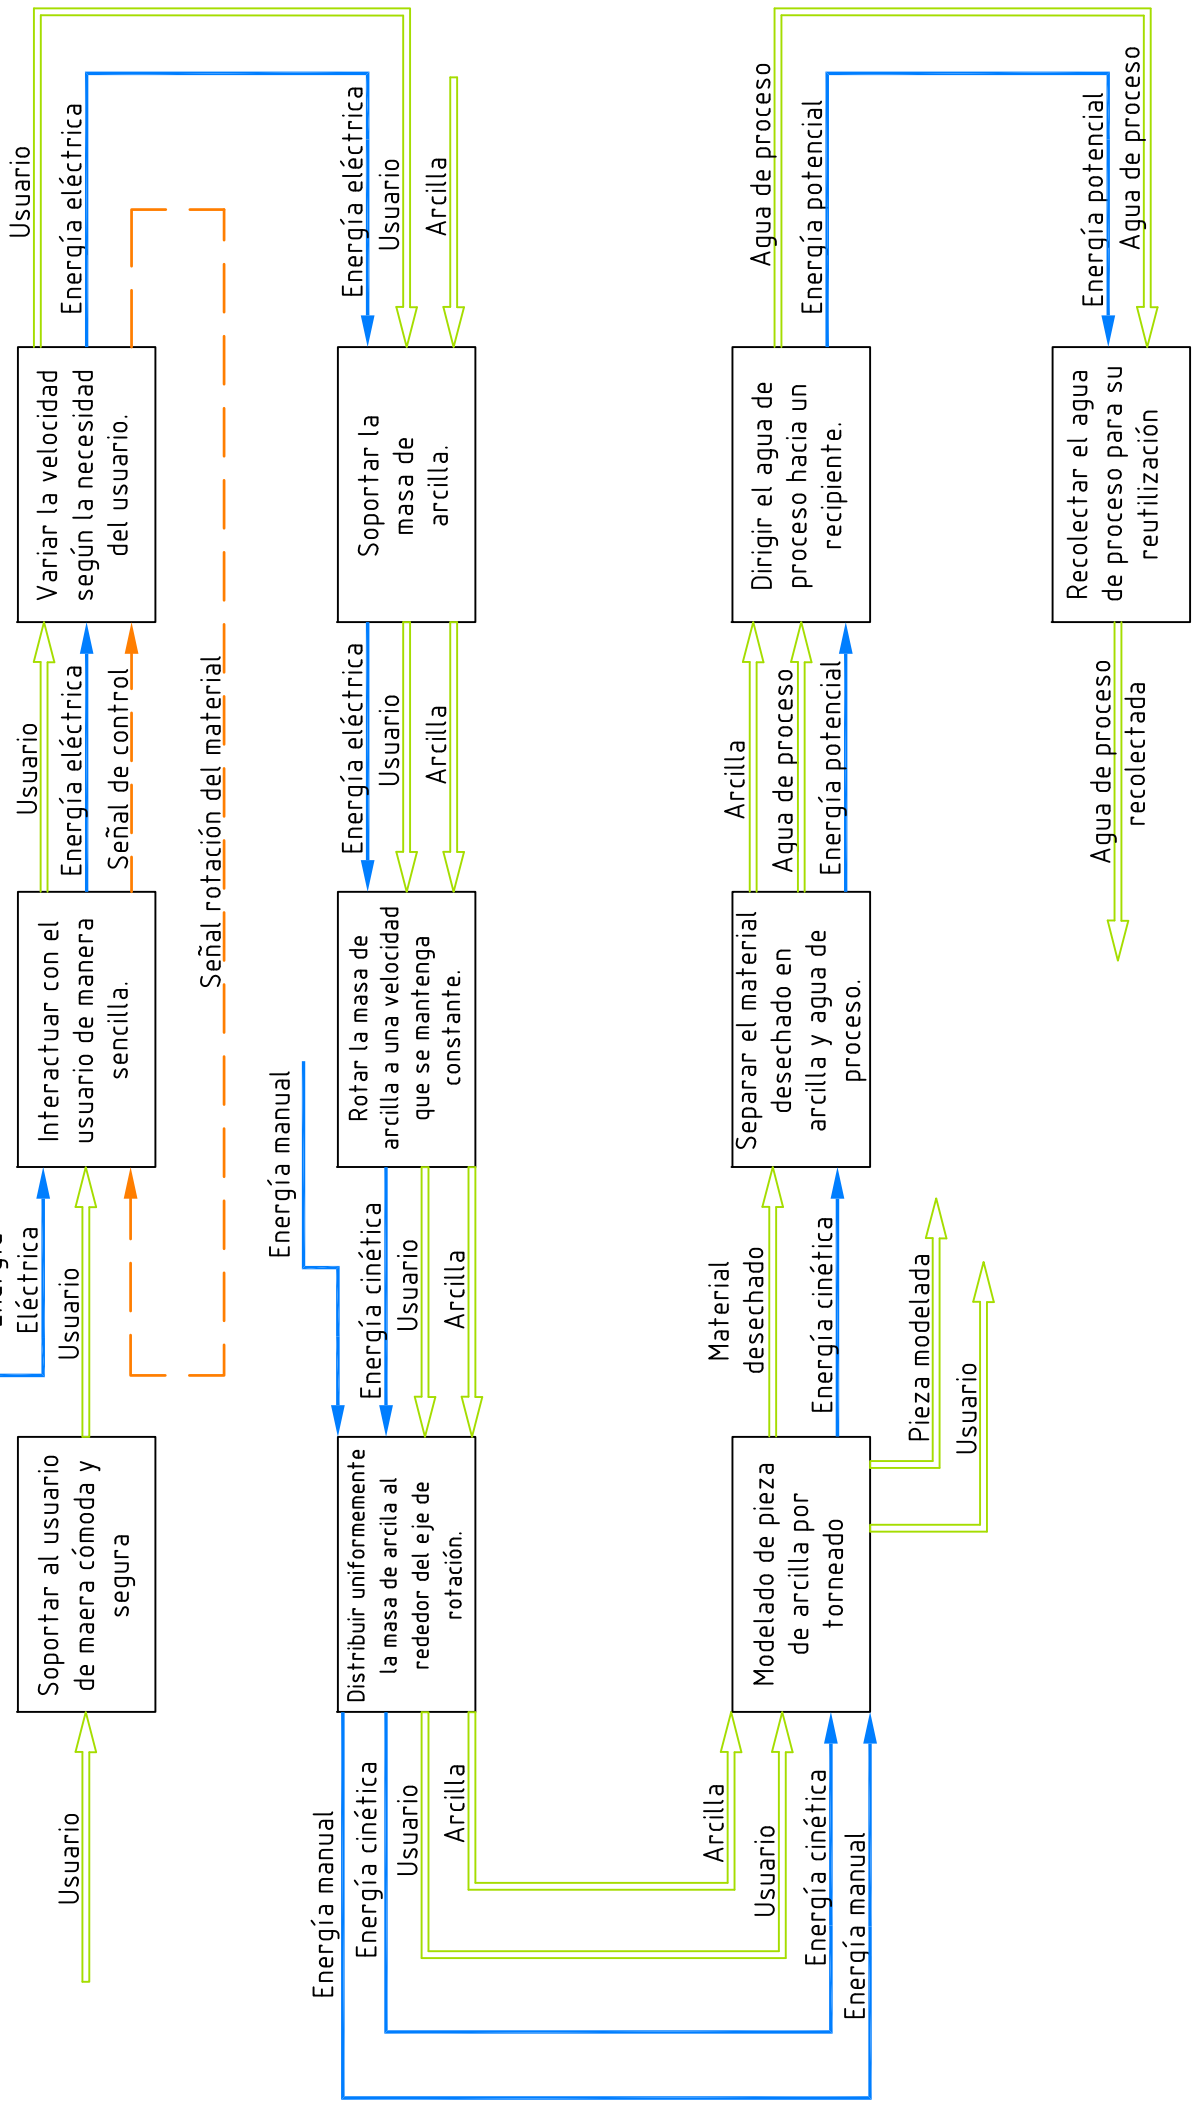 Usuario
Soportar al usuario
de maera cómoda y
segura
Usuario
Eléctrica
Interactuar con el
usuario de manera
sencilla.
Usuario
Energía eléctrica
Señal de control
Señal rotación del material
Variar la velocidad
según la necesidad
del usuario.
Usuario
Energía eléctrica
Energía eléctrica
Usuario
Arcilla
Soportar la
masa de
arcilla.
Energía eléctrica
Usuario
Arcilla
Rotar la masa de
arcilla a una velocidad
que se mantenga
constante.
Energía manual
Energía cinética
Usuario
Arcilla
Distribuir uniformemente
la masa de arcila al
rededor del eje de
rotación.
Energía manual
Energía cinética
Usuario
Arcilla
Arcilla
Usuario
Energía cinética
Energía manual
Modelado de pieza
de arcilla por
torneado
Pieza modelada
Usuario
Material
desechado
Energía cinética
Separar el material
desechado en
arcilla y agua de
proceso.
Arcilla
Agua de proceso
Energía potencial
Dirigir el agua de
proceso hacia un
recipiente.
Agua de proceso
Energía potencial
Energía potencial
Agua de proceso
Recolectar el agua
de proceso para su
reutilización
Agua de proceso
recolectada